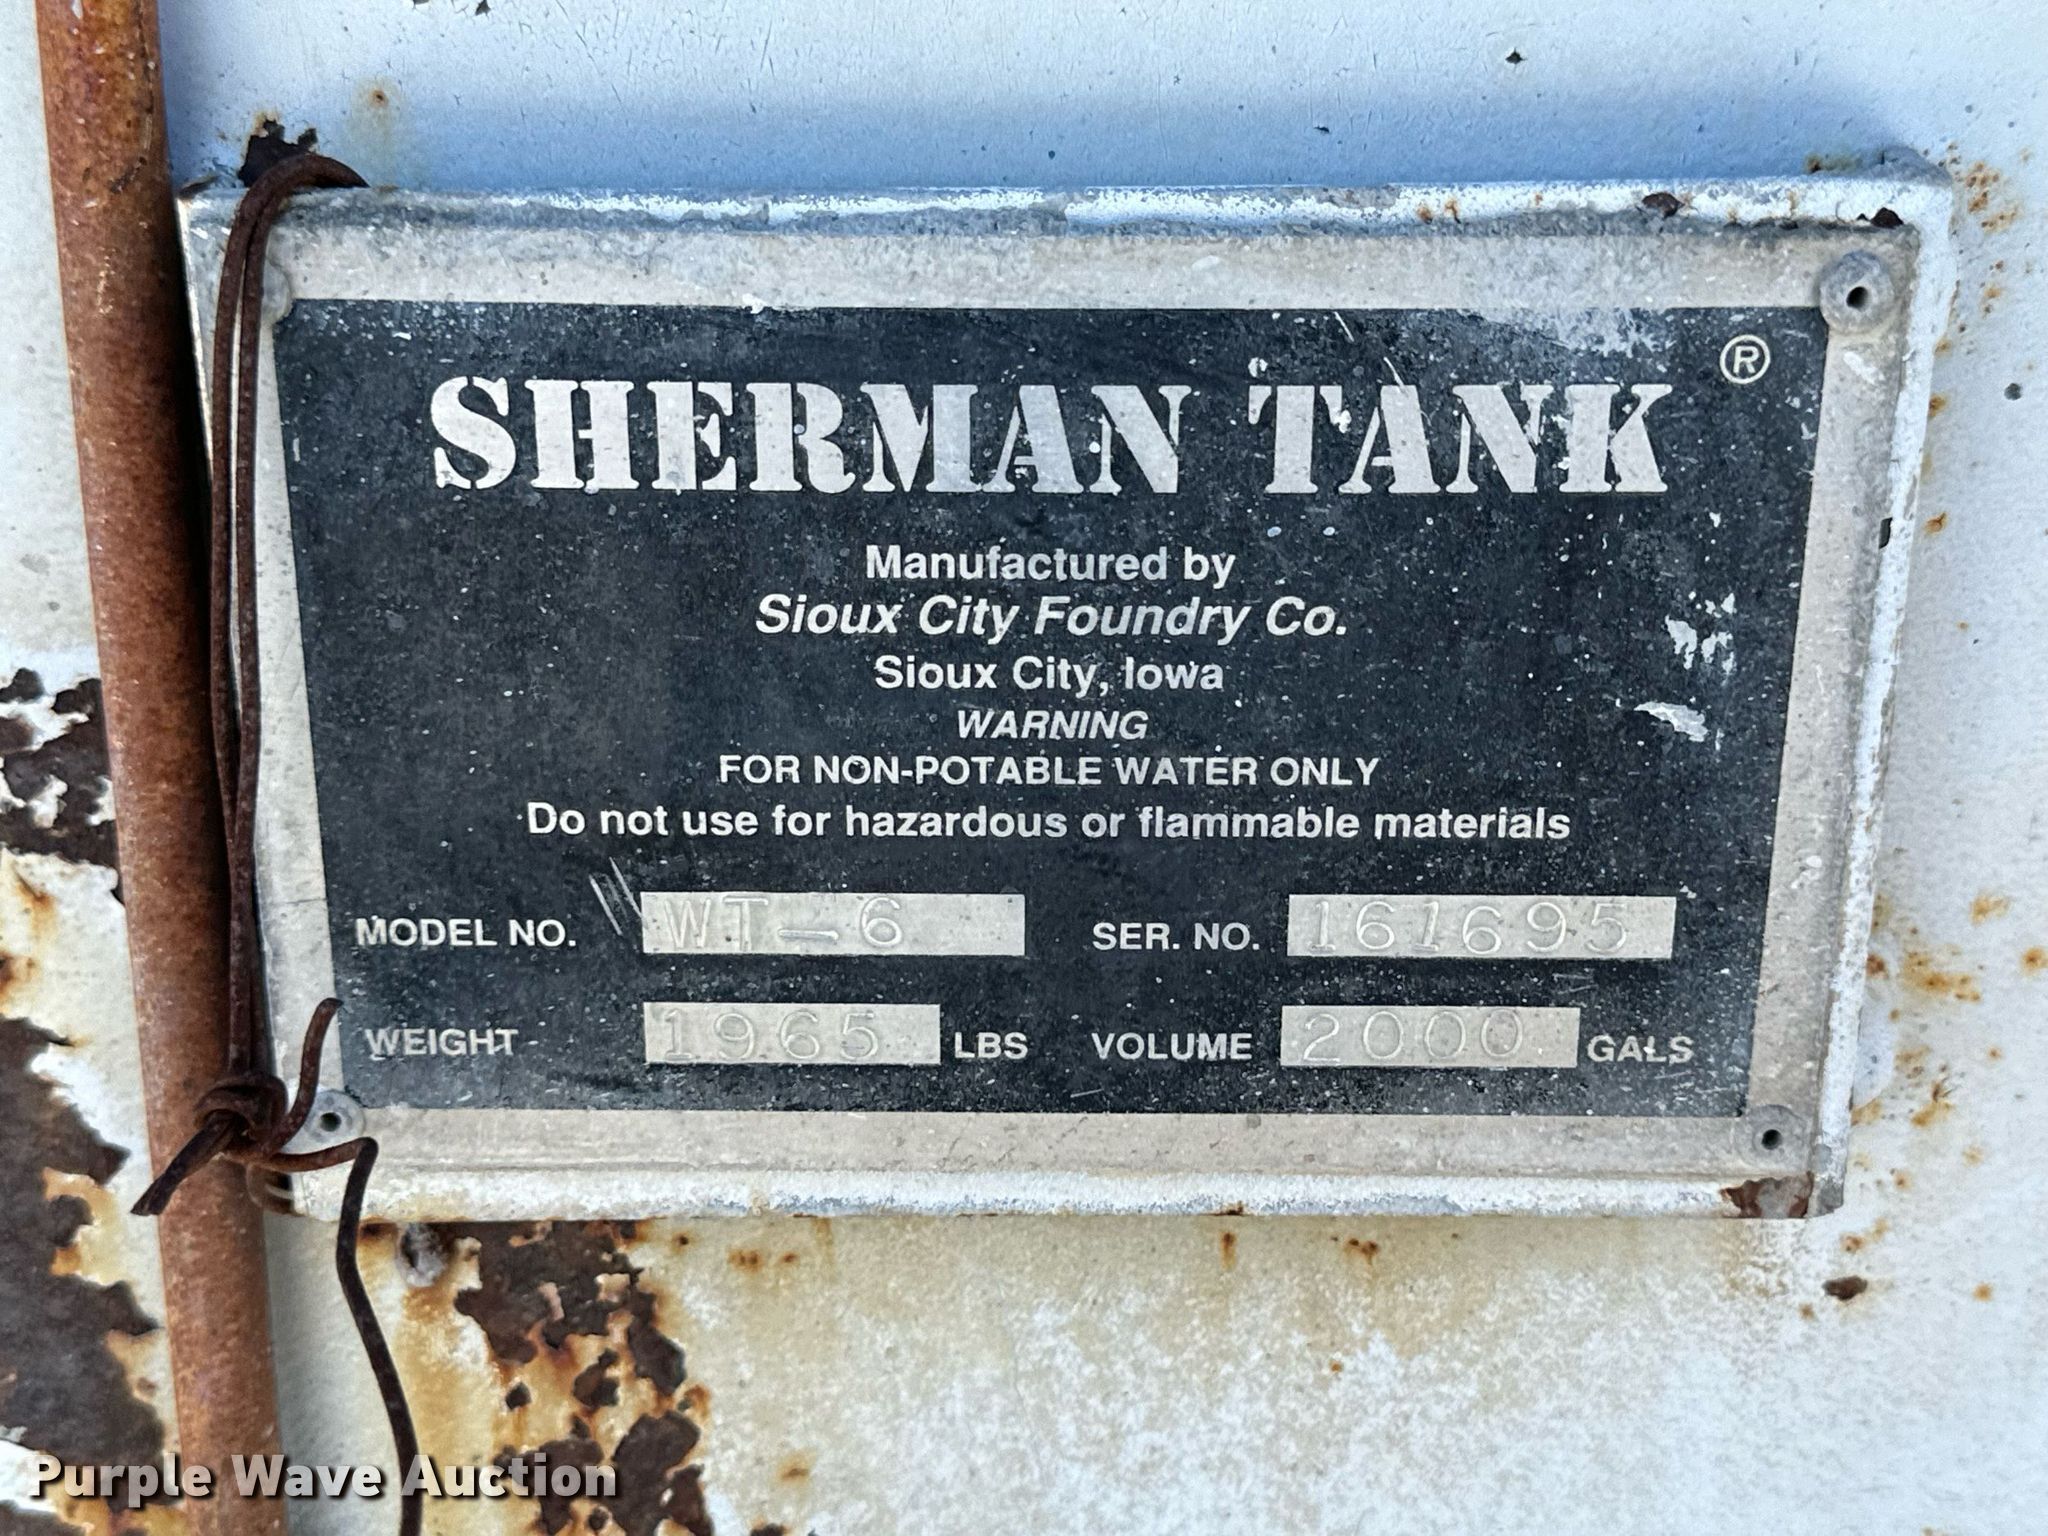 SHERMAN TANK ®
Manufactured by
Sioux City Foundry Co.
Sioux City, Iowa
WARNING
FOR NON-POTABLE WATER ONLY
Do not use for hazardous or flammable materials
MODEL NO. WT-6 SER. NO. 161695
WEIGHT 1965 LBS VOLUME 2000 GALS
Purple Wave Auction